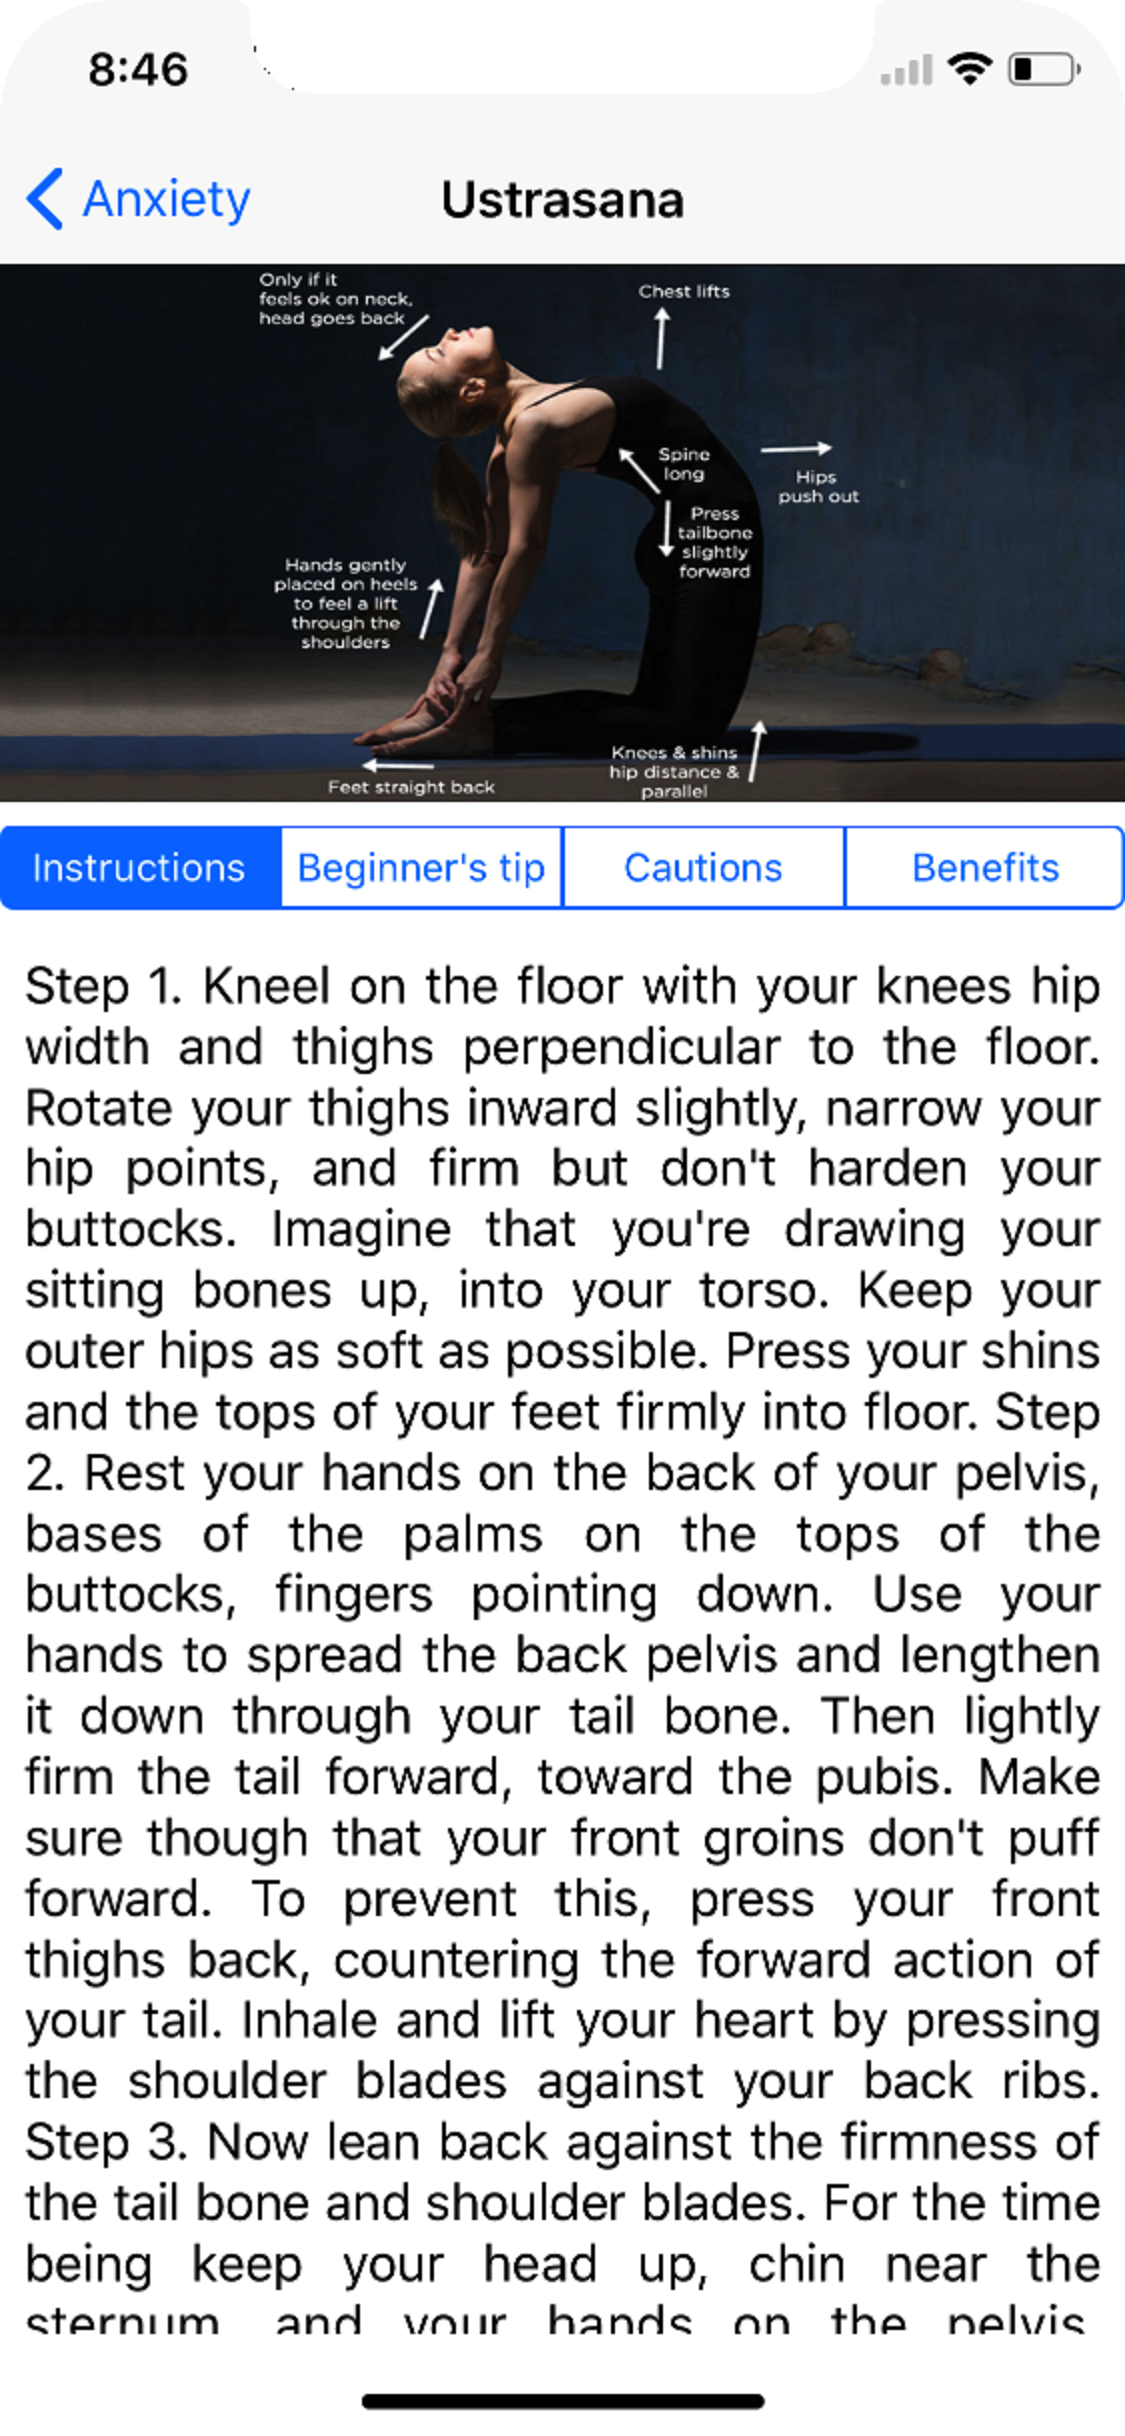 8:46
Anxiety
Ustrasana
Only if it
feels ok on neck,
head goes back
Chest lifts
Spine
long
Hips
push out
Press
tailbone
slightly
forward
Hands gently
placed on heels
to feel a lift
through the
shoulders
Knees & shins
hip distance &
parallel
Feet straight back
Instructions
Beginner's tip
Cautions
Benefits
Step 1. Kneel on the floor with your knees hip
width and thighs perpendicular to the floor.
Rotate your thighs inward slightly, narrow your
hip points, and firm but don't harden your
buttocks. Imagine that you're drawing your
sitting bones up, into your torso. Keep your
outer hips as soft as possible. Press your shins
and the tops of your feet firmly into floor. Step
2. Rest your hands on the back of your pelvis,
bases of the palms on the tops of the
buttocks, fingers pointing down. Use your
hands to spread the back pelvis and lengthen
it down through your tail bone. Then lightly
firm the tail forward, toward the pubis. Make
sure though that your front groins don't puff
forward. To prevent this, press your front
thighs back, countering the forward action of
your tail. Inhale and lift your heart by pressing
the shoulder blades against your back ribs.
Step 3. Now lean back against the firmness of
the tail bone and shoulder blades. For the time
being keep your head up, chin near the
sternum and your hands on the pelvis.